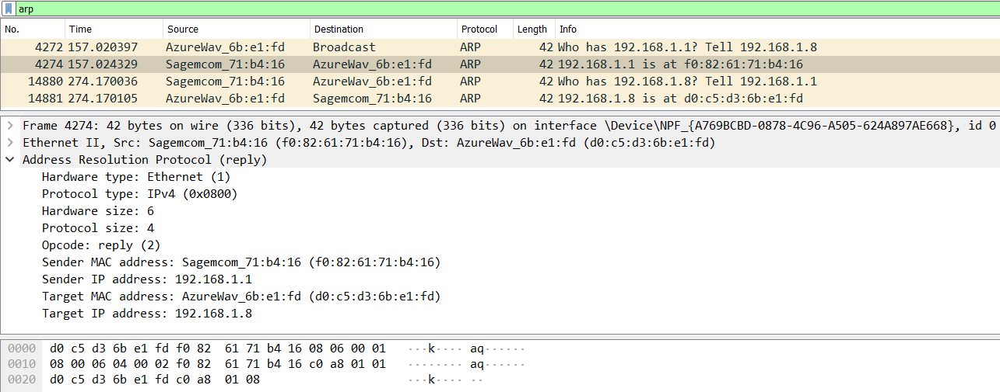 arp
No. Time Source Destination Protocol Length Info
4272 157.020397 AzureWav_6b:e1:fd Broadcast ARP 42 Who has 192.168.1.1? Tell 192.168.1.8
4274 157.024329 Sagemcom_71:b4:16 AzureWav_6b:e1:fd ARP 42 192.168.1.1 is at f0:82:61:71:b4:16
14880 274.170036 Sagemcom_71:b4:16 AzureWav_6b:e1:fd ARP 42 Who has 192.168.1.8? Tell 192.168.1.1
14881 274.170105 AzureWav_6b:e1:fd Sagemcom_71:b4:16 ARP 42 192.168.1.8 is at d0:c5:d3:6b:e1:fd
Frame 4274: 42 bytes on wire (336 bits), 42 bytes captured (336 bits) on interface \Device\NPF_{A769BCBD-0878-4C96-A505-624A897AE668}, id 0
Ethernet II, Src: Sagemcom_71:b4:16 (f0:82:61:71:b4:16), Dst: AzureWav_6b:e1:fd (d0:c5:d3:6b:e1:fd)
Address Resolution Protocol (reply)
Hardware type: Ethernet (1)
Protocol type: IPv4 (0x0800)
Hardware size: 6
Protocol size: 4
Opcode: reply (2)
Sender MAC address: Sagemcom_71:b4:16 (f0:82:61:71:b4:16)
Sender IP address: 192.168.1.1
Target MAC address: AzureWav_6b:e1:fd (d0:c5:d3:6b:e1:fd)
Target IP address: 192.168.1.8
0000 d0 c5 d3 6b e1 fd f0 82 61 71 b4 16 08 06 00 01 ···k···· aq······
0010 08 00 06 04 00 02 f0 82 61 71 b4 16 c0 a8 01 01 ········ aq······
0020 d0 c5 d3 6b e1 fd c0 a8 01 08 ···k···· ··